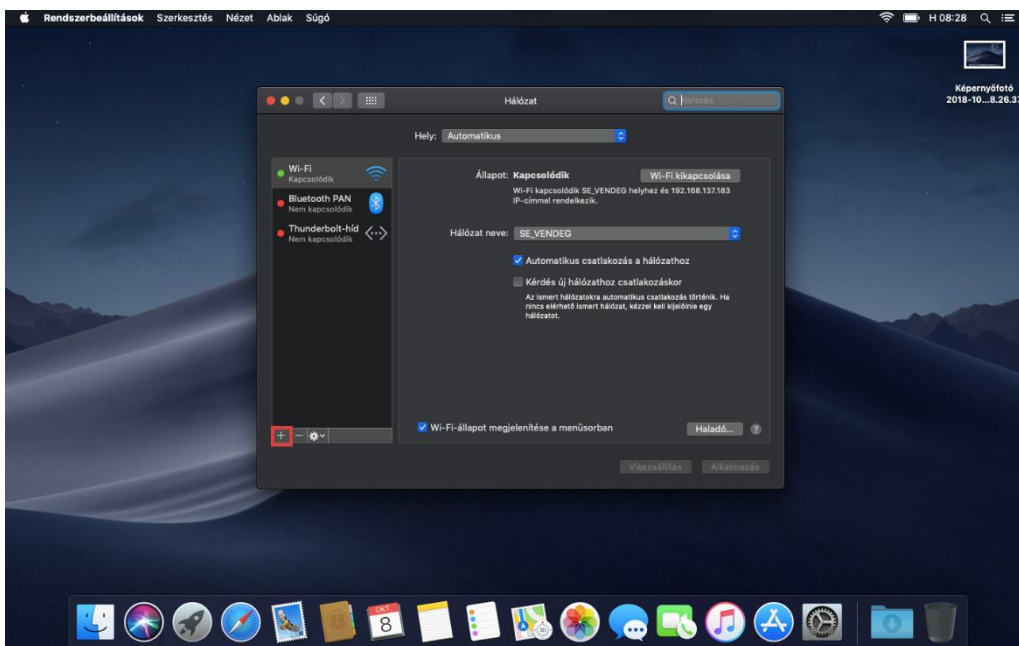 Rendszerbeállítások Szerkesztés Nézet Ablak Súgó H 08:28
Képernyőfotó
2018-10...8.26.37
Hálózat Keresés
Hely: Automatikus
Wi-Fi
Kapcsolódik
Bluetooth PAN
Nem kapcsolódik
Thunderbolt-híd
Nem kapcsolódik
Állapot: Kapcsolódik Wi-Fi kikapcsolása
Wi-Fi kapcsolódik SE_VENDEG helyhez és 192.168.137.183
IP-címmel rendelkezik.
Hálózat neve: SE_VENDEG
Automatikus csatlakozás a hálózathoz
Kérdés új hálózathoz csatlakozáskor
Az ismert hálózatokra automatikus csatlakozás történik. Ha
nincs elérhető ismert hálózat, kézzel kell kijelölnie egy
hálózatot.
Wi-Fi-állapot megjelenítése a menüsorban Haladó... ?
Visszaállítás Alkalmazás
OKT
8